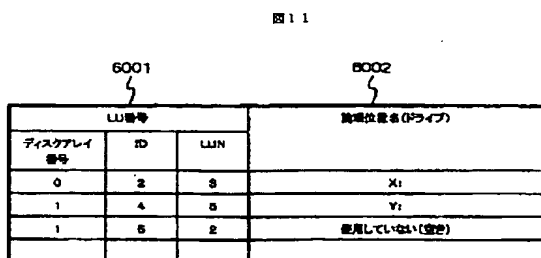 図11
6001 6002
LU番号 論理位置名(ドライブ)
ディスクアレイ番号 ID LUN
0 2 3 X:
1 4 5 Y:
1 5 2 使用していない(空き)